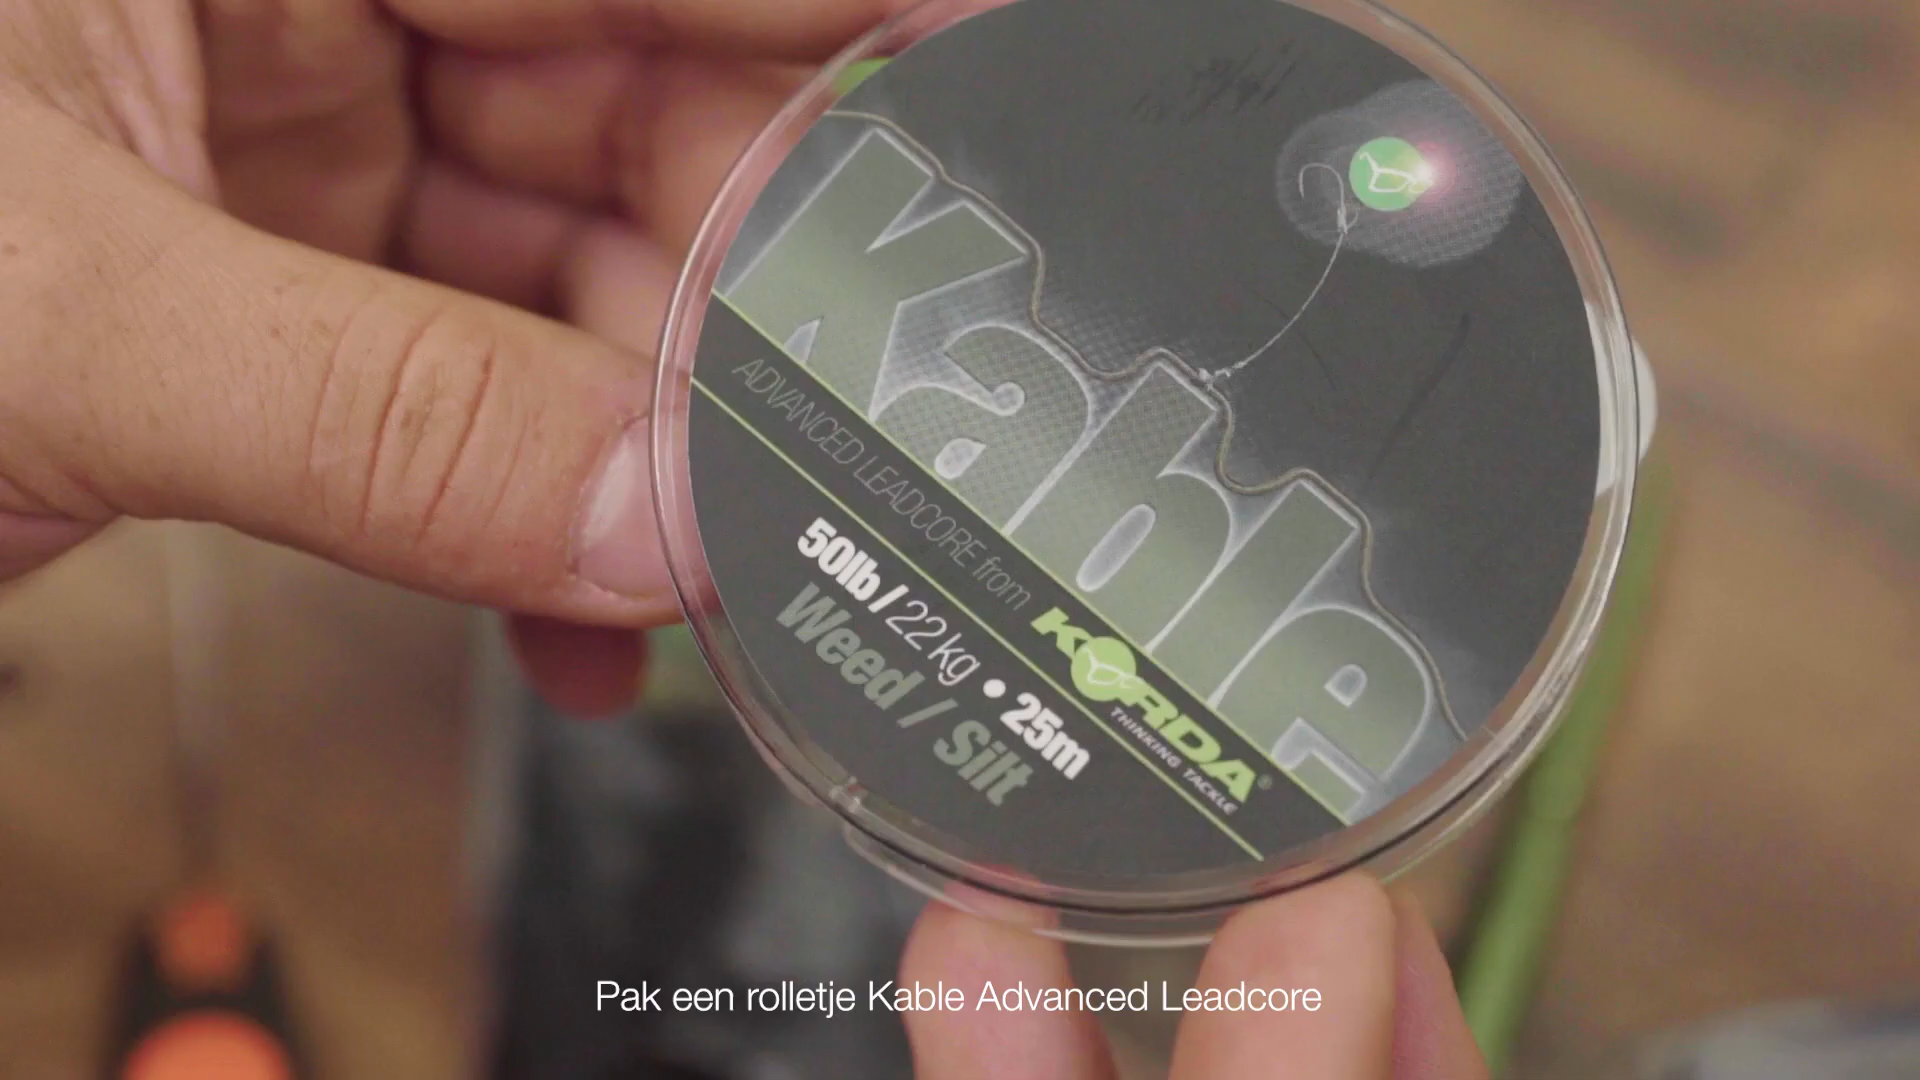 Kable
ADVANCED LEADCORE from KORDA®
THINKING TACKLE
50lb / 22kg • 25m
Weed / Silt
Pak een rolletje Kable Advanced Leadcore